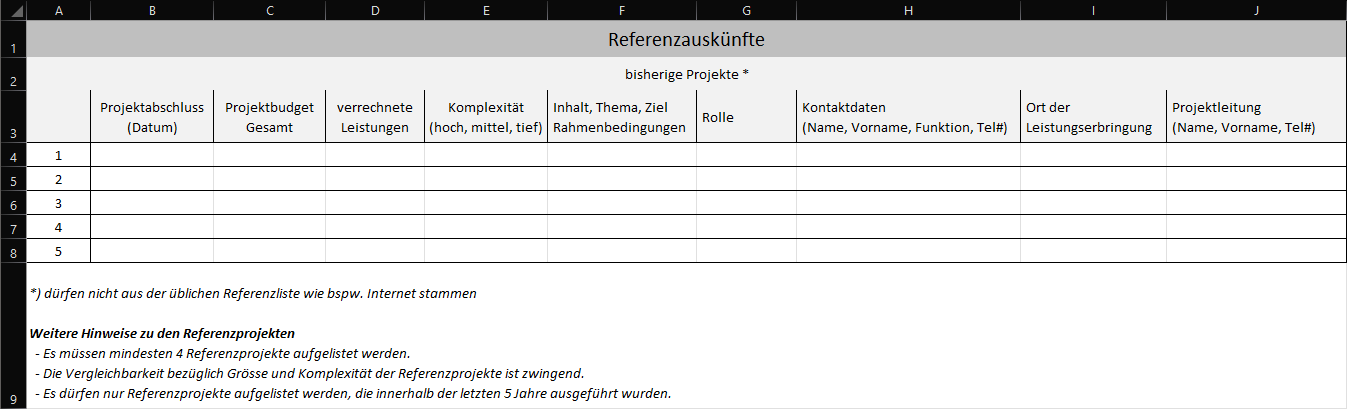 A B C D E F G H I J
1 Referenzauskünfte
2 bisherige Projekte *
Projektabschluss Projektbudget verrechnete Komplexität Inhalt, Thema, Ziel Kontaktdaten Ort der Projektleitung
3 (Datum) Gesamt Leistungen (hoch, mittel, tief) Rahmenbedingungen Rolle (Name, Vorname, Funktion, Tel#) Leistungserbringung (Name, Vorname, Tel#)
4 1
5 2
6 3
7 4
8 5
*) dürfen nicht aus der üblichen Referenzliste wie bspw. Internet stammen
Weitere Hinweise zu den Referenzprojekten
- Es müssen mindesten 4 Referenzprojekte aufgelistet werden.
- Die Vergleichbarkeit bezüglich Grösse und Komplexität der Referenzprojekte ist zwingend.
9 - Es dürfen nur Referenzprojekte aufgelistet werden, die innerhalb der letzten 5 Jahre ausgeführt wurden.